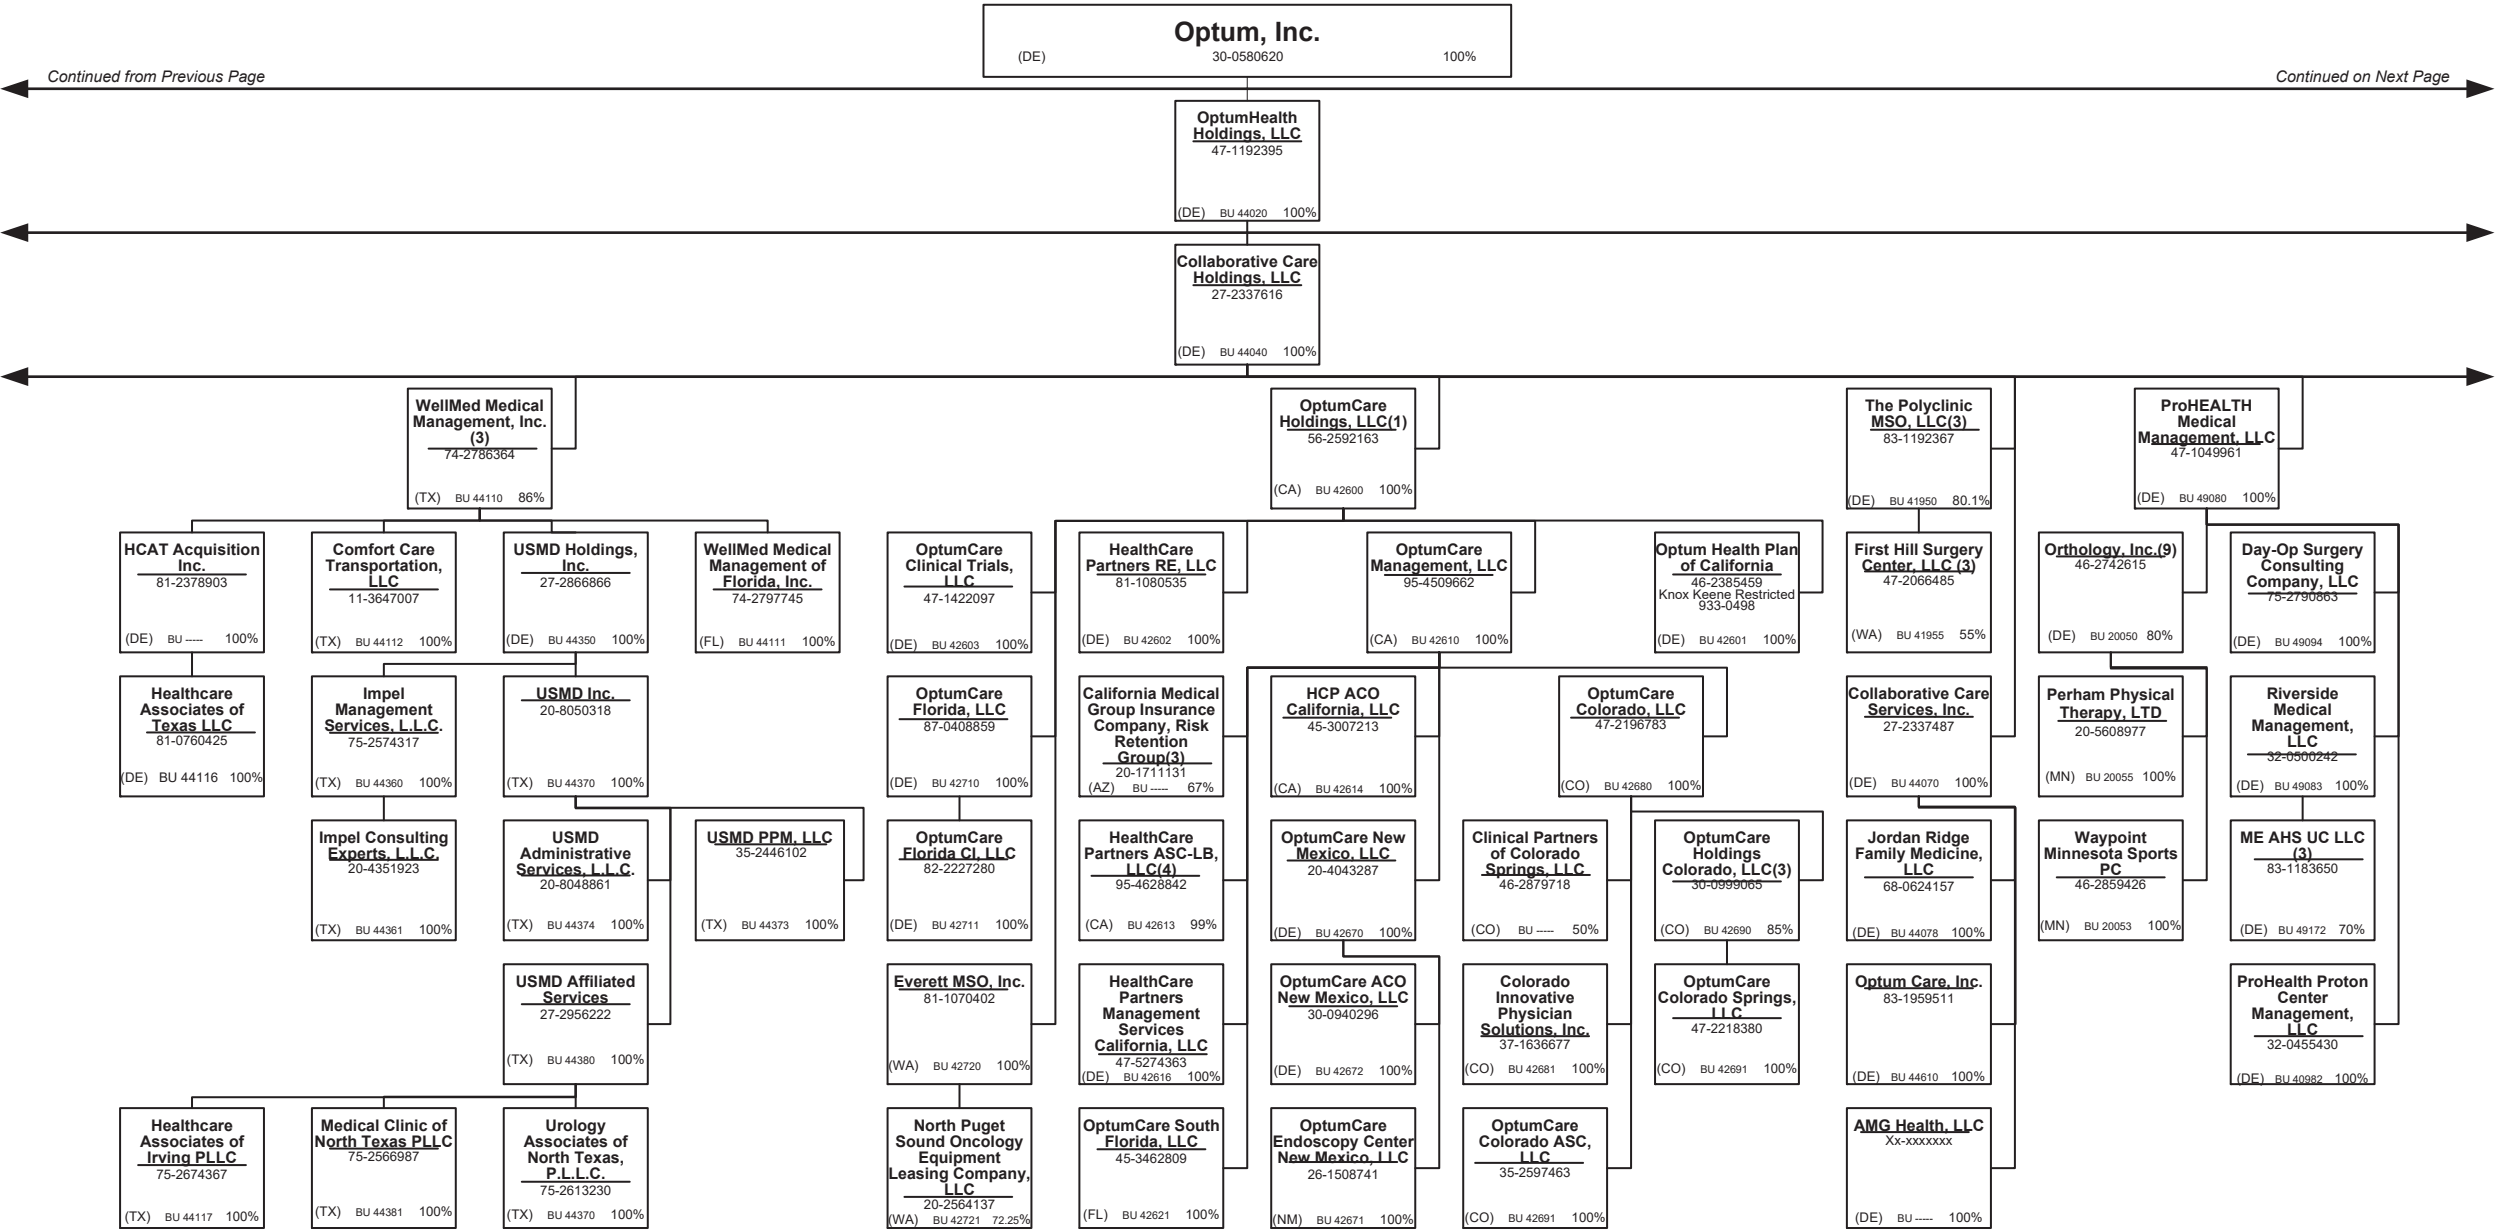 Optum, Inc.
(DE) 30-0580620 100%
Continued from Previous Page
Continued on Next Page
OptumHealth
Holdings, LLC
47-1192395
(DE) BU 44020 100%
Collaborative Care
Holdings, LLC
27-2337616
(DE) BU 44040 100%
WellMed Medical
Management, Inc.
(3)
74-2786364
(TX) BU 44110 86%
OptumCare
Holdings, LLC(1)
56-2592163
(CA) BU 42600 100%
The Polyclinic
MSO, LLC(3)
83-1192367
(DE) BU 41950 80.1%
ProHEALTH
Medical
Management, LLC
47-1049961
(DE) BU 49080 100%
HCAT Acquisition
Inc.
81-2378903
(DE) BU ----- 100%
Comfort Care
Transportation,
LLC
11-3647007
(TX) BU 44112 100%
USMD Holdings,
Inc.
27-2866866
(DE) BU 44350 100%
WellMed Medical
Management of
Florida, Inc.
74-2797745
(FL) BU 44111 100%
OptumCare
Clinical Trials,
LLC
47-1422097
(DE) BU 42603 100%
HealthCare
Partners RE, LLC
81-1080535
(DE) BU 42602 100%
OptumCare
Management, LLC
95-4509662
(CA) BU 42610 100%
Optum Health Plan
of California
46-2385459
Knox Keene Restricted
933-0498
(DE) BU 42601 100%
First Hill Surgery
Center, LLC (3)
47-2066485
(WA) BU 41955 55%
Orthology, Inc.(9)
46-2742615
(DE) BU 20050 80%
Day-Op Surgery
Consulting
Company, LLC
75-2790863
(DE) BU 49094 100%
Healthcare
Associates of
Texas LLC
81-0760425
(DE) BU 44116 100%
Impel
Management
Services, L.L.C.
75-2574317
(TX) BU 44360 100%
USMD Inc.
20-8050318
(TX) BU 44370 100%
OptumCare
Florida, LLC
87-0408859
(DE) BU 42710 100%
California Medical
Group Insurance
Company, Risk
Retention
Group(3)
20-1711131
(AZ) BU ----- 67%
HCP ACO
California, LLC
45-3007213
(CA) BU 42614 100%
OptumCare
Colorado, LLC
47-2196783
(CO) BU 42680 100%
Collaborative Care
Services, Inc.
27-2337487
(DE) BU 44070 100%
Perham Physical
Therapy, LTD
20-5608977
(MN) BU 20055 100%
Riverside
Medical
Management,
LLC
32-0500242
(DE) BU 49083 100%
Impel Consulting
Experts, L.L.C.
20-4351923
(TX) BU 44361 100%
USMD
Administrative
Services, L.L.C.
20-8048861
(TX) BU 44374 100%
USMD PPM, LLC
35-2446102
(TX) BU 44373 100%
OptumCare
Florida CI, LLC
82-2227280
(DE) BU 42711 100%
HealthCare
Partners ASC-LB,
LLC(4)
95-4628842
(CA) BU 42613 99%
OptumCare New
Mexico, LLC
20-4043287
(DE) BU 42670 100%
Clinical Partners
of Colorado
Springs, LLC
46-2879718
(CO) BU ----- 50%
OptumCare
Holdings
Colorado, LLC(3)
30-0999065
(CO) BU 42690 85%
Jordan Ridge
Family Medicine,
LLC
68-0624157
(DE) BU 44078 100%
Waypoint
Minnesota Sports
PC
46-2859426
(MN) BU 20053 100%
ME AHS UC LLC
(3)
83-1183650
(DE) BU 49172 70%
USMD Affiliated
Services
27-2956222
(TX) BU 44380 100%
Everett MSO, Inc.
81-1070402
(WA) BU 42720 100%
HealthCare
Partners
Management
Services
California, LLC
47-5274363
(DE) BU 42616 100%
OptumCare ACO
New Mexico, LLC
30-0940296
(DE) BU 42672 100%
Colorado
Innovative
Physician
Solutions, Inc.
37-1636677
(CO) BU 42681 100%
OptumCare
Colorado Springs,
LLC
47-2218380
(CO) BU 42691 100%
Optum Care, Inc.
83-1959511
(DE) BU 44610 100%
ProHealth Proton
Center
Management,
LLC
32-0455430
(DE) BU 40982 100%
Healthcare
Associates of
Irving PLLC
75-2674367
(TX) BU 44117 100%
Medical Clinic of
North Texas PLLC
75-2566987
(TX) BU 44381 100%
Urology
Associates of
North Texas,
P.L.L.C.
75-2613230
(TX) BU 44370 100%
North Puget
Sound Oncology
Equipment
Leasing Company,
LLC
20-2564137
(WA) BU 42721 72.25%
OptumCare South
Florida, LLC
45-3462809
(FL) BU 42621 100%
OptumCare
Endoscopy Center
New Mexico, LLC
26-1508741
(NM) BU 42671 100%
OptumCare
Colorado ASC,
LLC
35-2597463
(CO) BU 42691 100%
AMG Health, LLC
Xx-xxxxxxx
(DE) BU ----- 100%